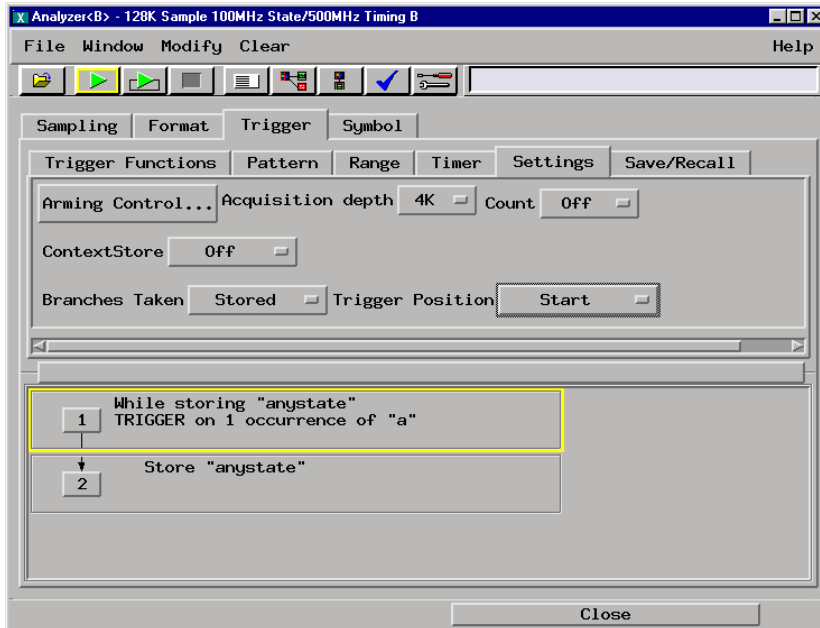 Analyzer<B> - 128K Sample 100MHz State/500MHz Timing B
File Window Modify Clear Help
Sampling Format Trigger Symbol
Trigger Functions Pattern Range Timer Settings Save/Recall
Arming Control... Acquisition depth 4K Count Off
ContextStore Off
Branches Taken Stored Trigger Position Start
While storing "anystate"
1 TRIGGER on 1 occurrence of "a"
Store "anystate"
2
Close